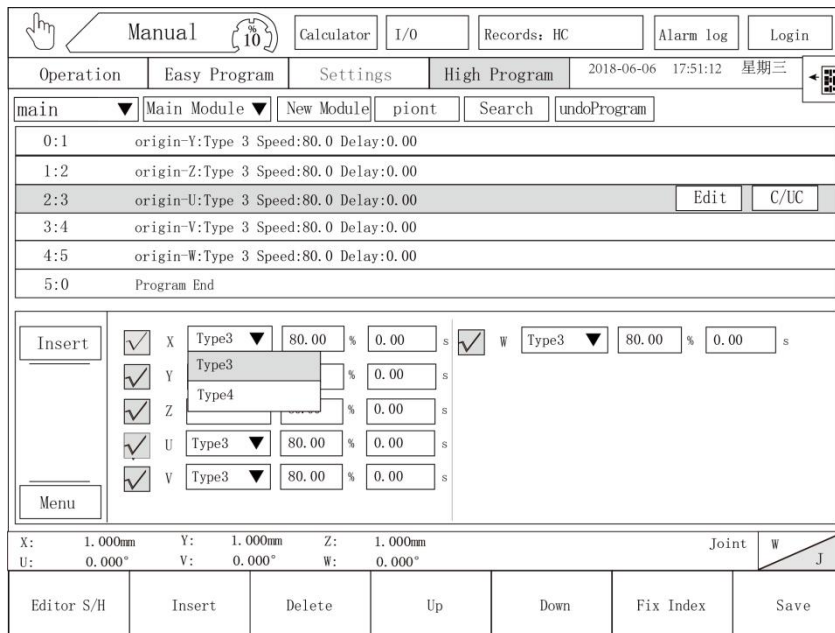 Manual % 10 Calculator I/O Records: HC Alarm log Login
Operation Easy Program Settings High Program 2018-06-06 17:51:12 星期三
main Main Module New Module piont Search undoProgram
0:1 origin-Y:Type 3 Speed:80.0 Delay:0.00
1:2 origin-Z:Type 3 Speed:80.0 Delay:0.00
2:3 origin-U:Type 3 Speed:80.0 Delay:0.00 Edit C/UC
3:4 origin-V:Type 3 Speed:80.0 Delay:0.00
4:5 origin-W:Type 3 Speed:80.0 Delay:0.00
5:0 Program End
Insert X Type3 80.00 % 0.00 s W Type3 80.00 % 0.00 s
Type3
Y % 0.00 s
Type4
Z % 0.00 s
U Type3 80.00 % 0.00 s
V Type3 80.00 % 0.00 s
Menu
X: 1.000mm Y: 1.000mm Z: 1.000mm Joint W J
U: 0.000° V: 0.000° W: 0.000°
Editor S/H Insert Delete Up Down Fix Index Save